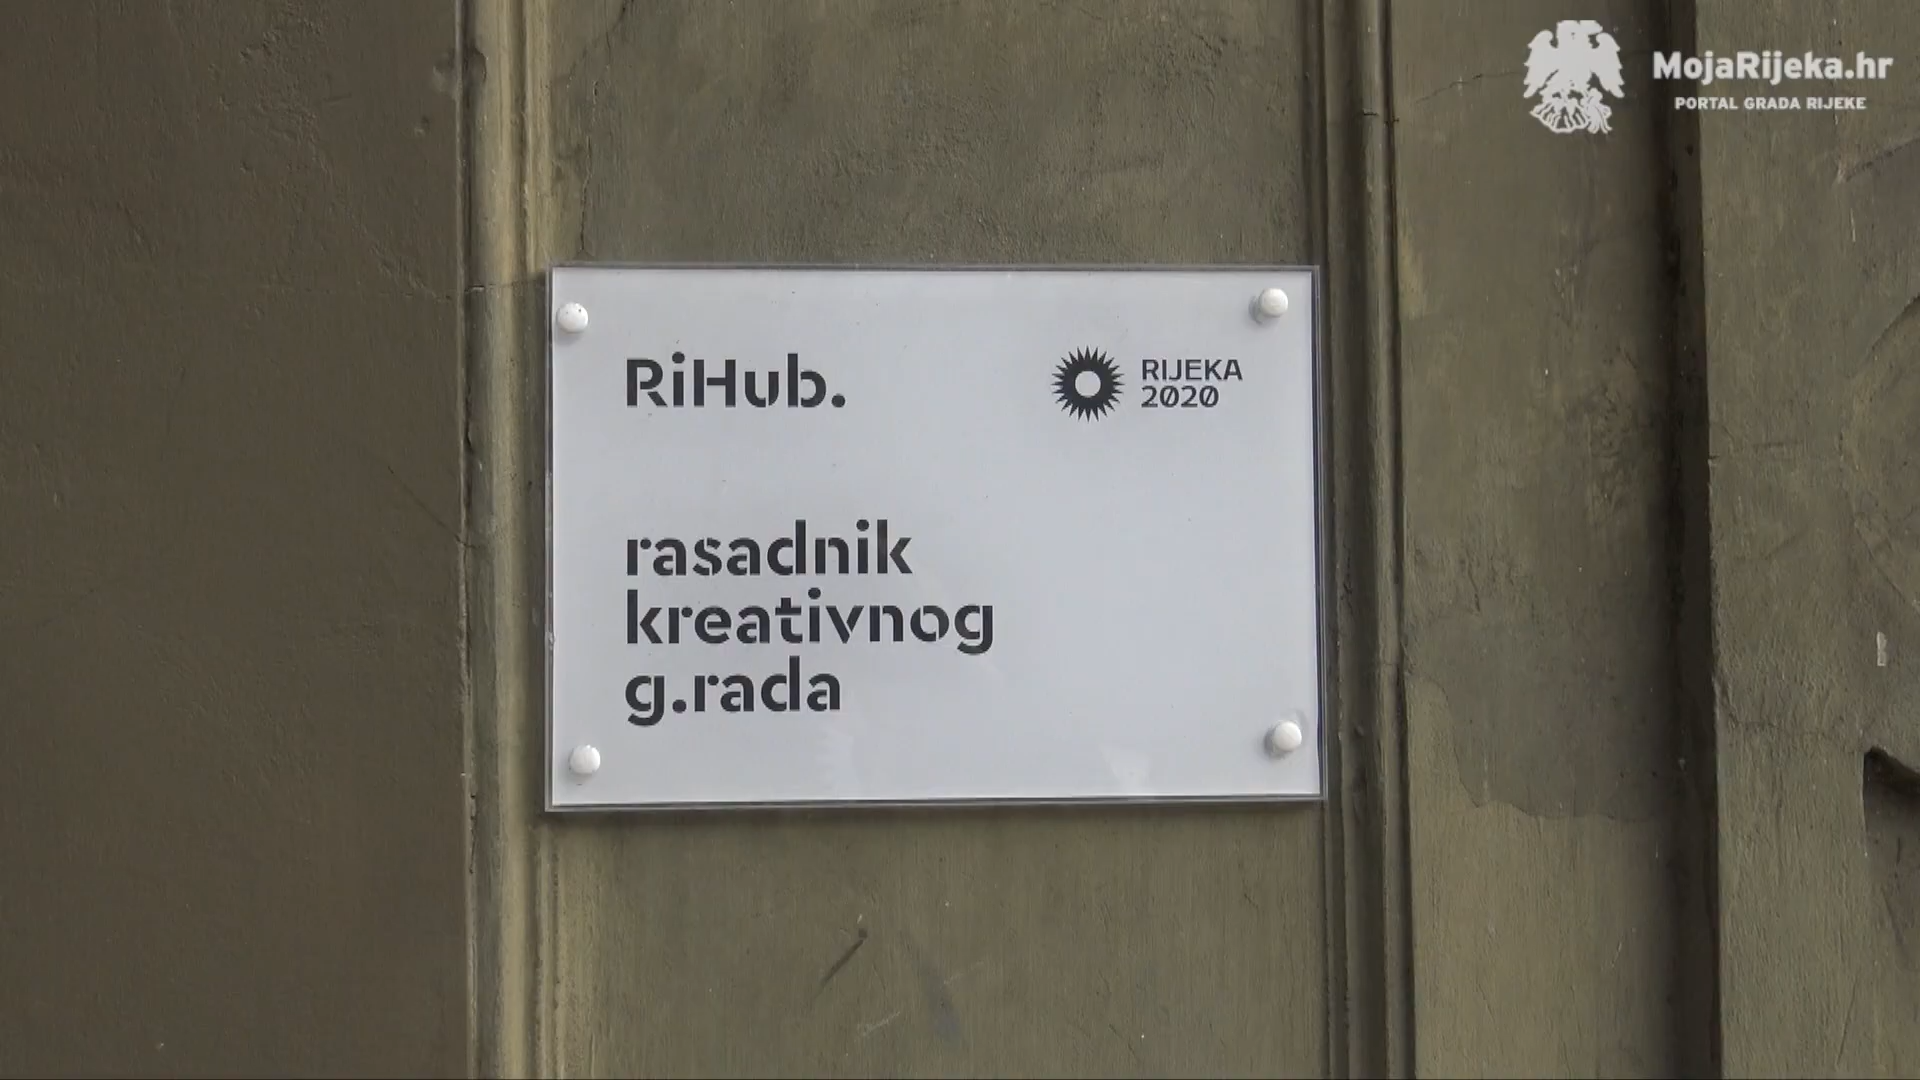 MojaRijeka.hr
PORTAL GRADA RIJEKE
RiHub.
RIJEKA
2020
rasadnik
kreativnog
g.rada